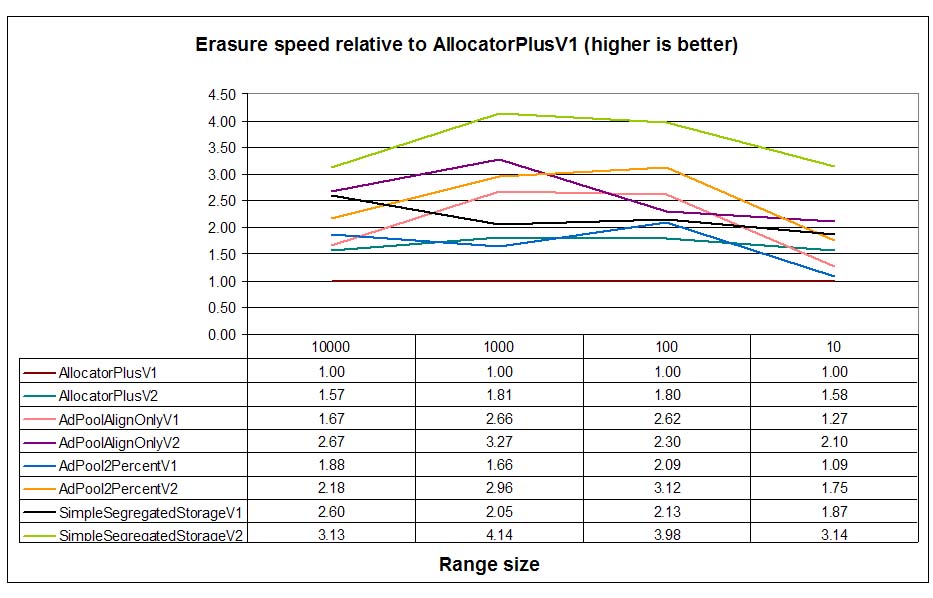 Erasure speed relative to AllocatorPlusV1 (higher is better)
4.50
4.00
3.50
3.00
2.50
2.00
1.50
1.00
0.50
0.00
10000 1000 100 10
AllocatorPlusV1 1.00 1.00 1.00 1.00
AllocatorPlusV2 1.57 1.81 1.80 1.58
AdPoolAlignOnlyV1 1.67 2.66 2.62 1.27
AdPoolAlignOnlyV2 2.67 3.27 2.30 2.10
AdPool2PercentV1 1.88 1.66 2.09 1.09
AdPool2PercentV2 2.18 2.96 3.12 1.75
SimpleSegregatedStorageV1 2.60 2.05 2.13 1.87
SimpleSegregatedStorageV2 3.13 4.14 3.98 3.14
Range size